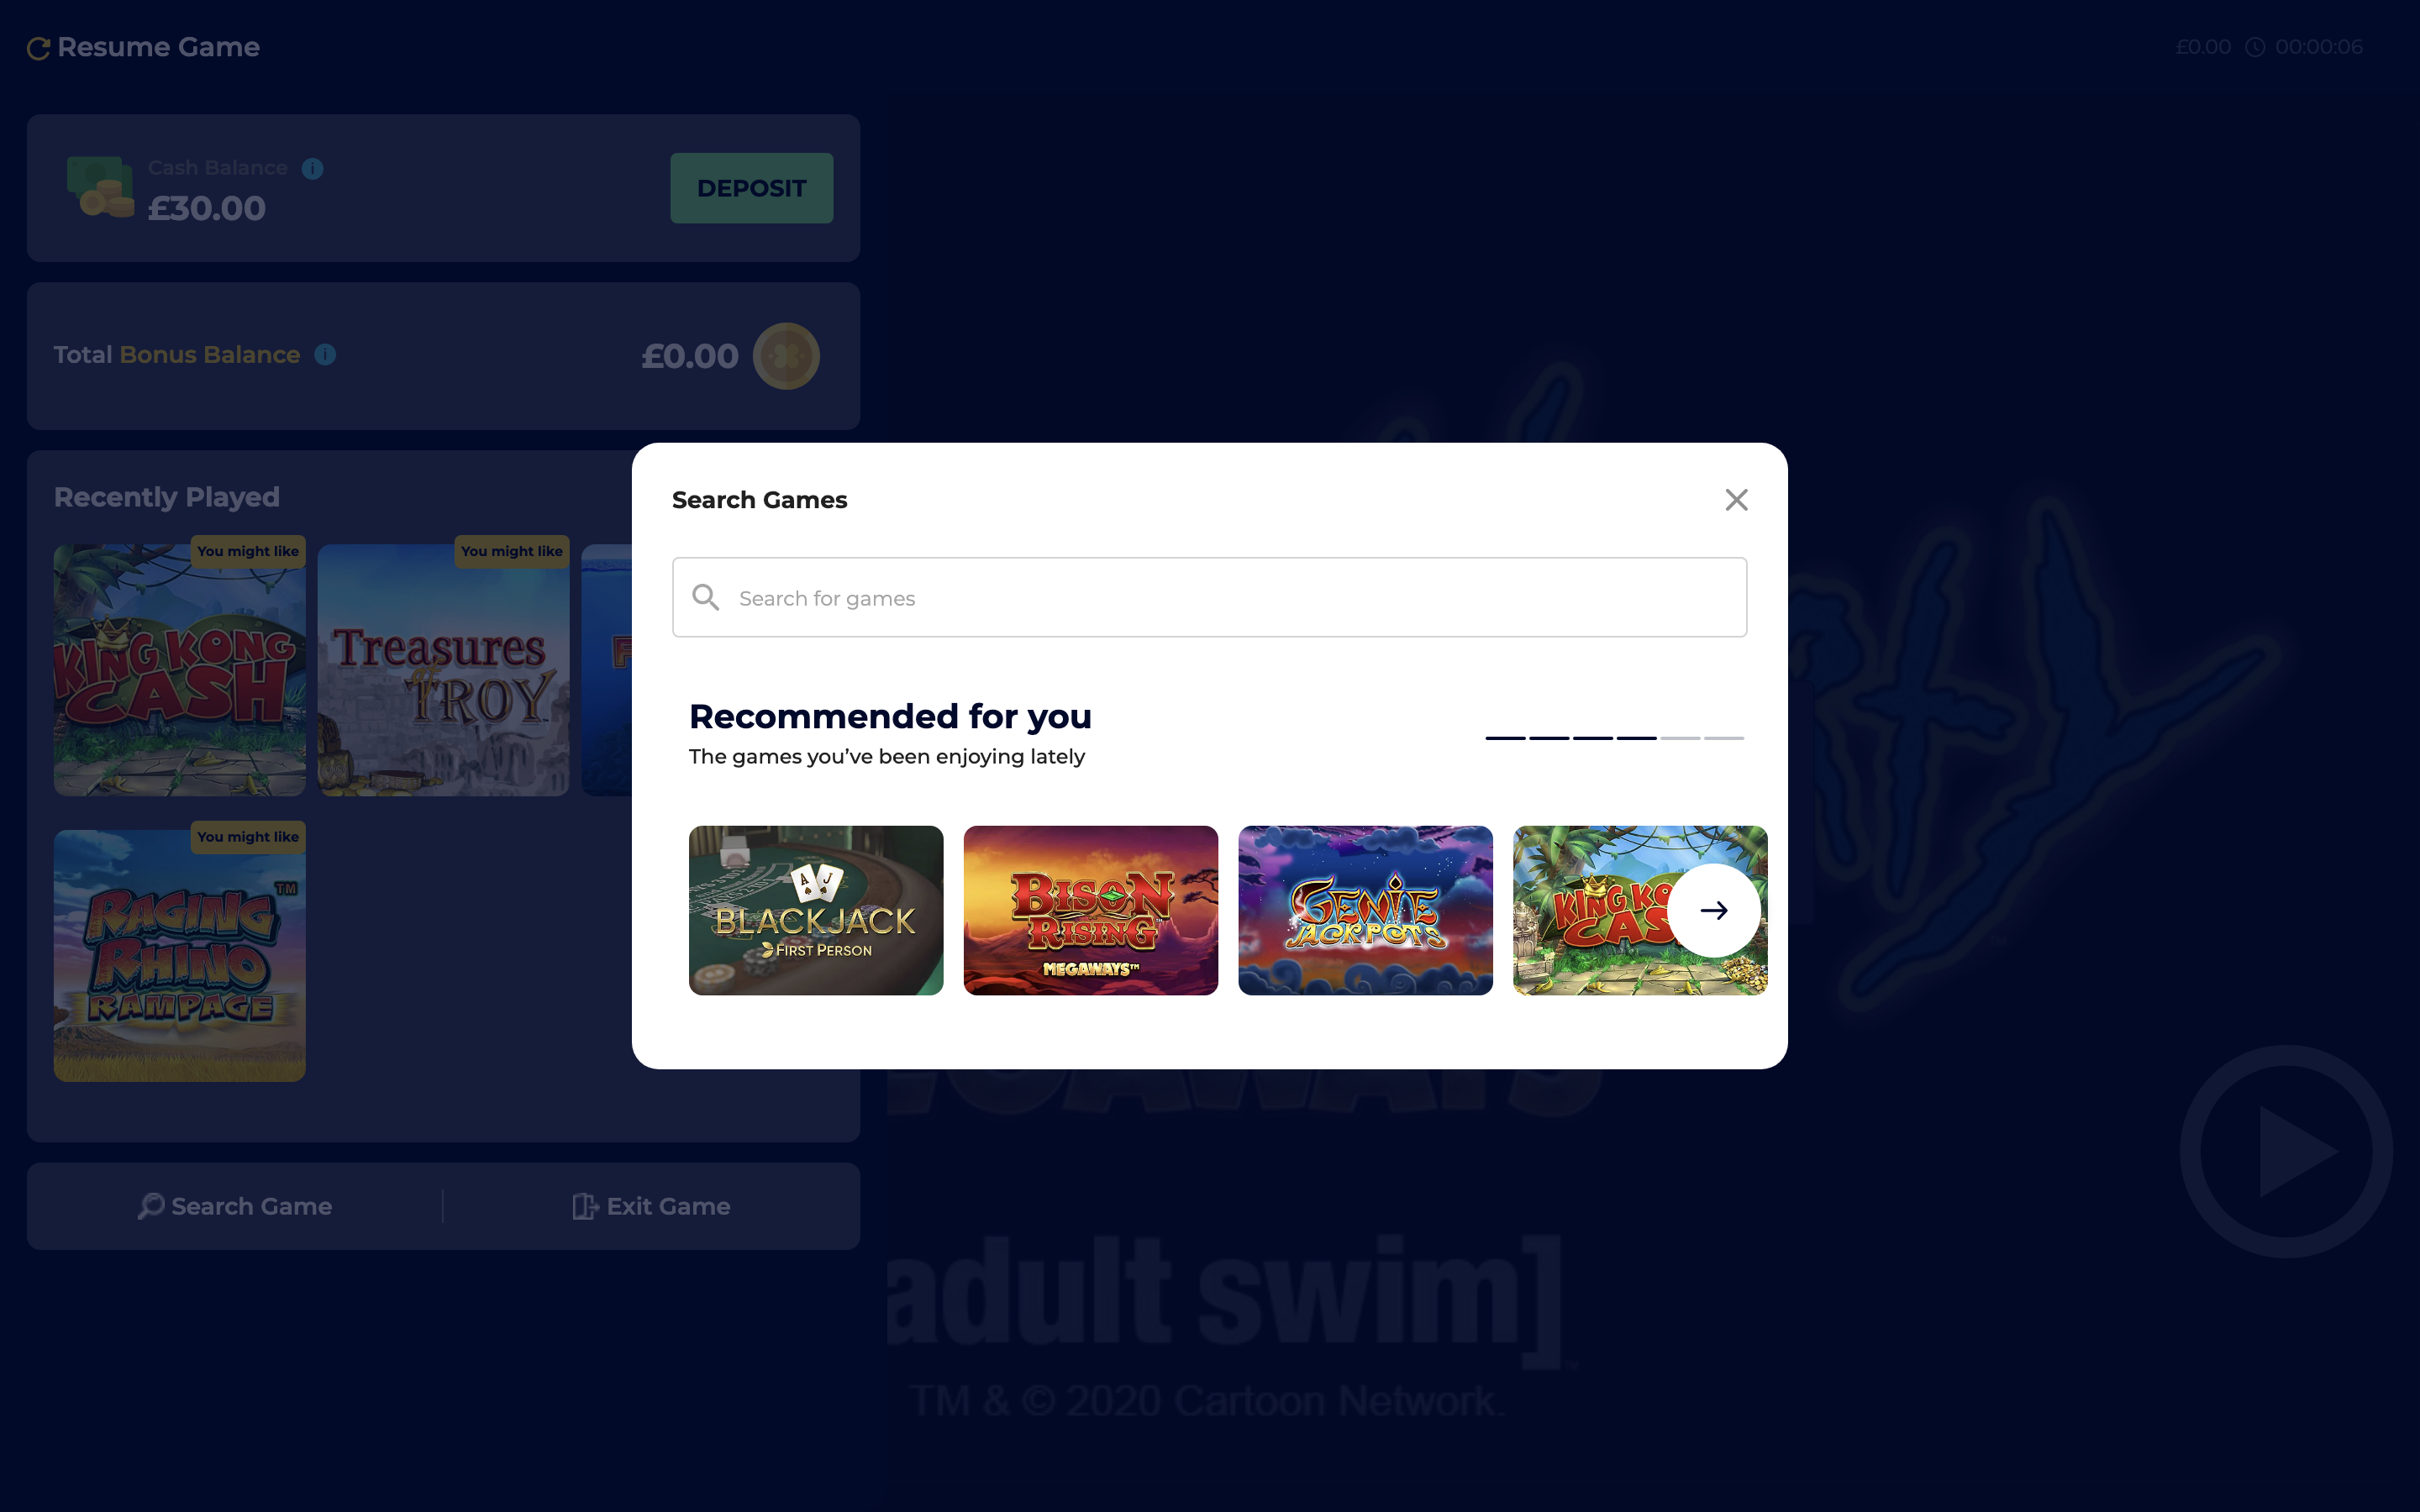 Resume Game
£0.00 00:00:06
Cash Balance
£30.00
DEPOSIT
Total Bonus Balance
£0.00
Recently Played
You might like
KING KONG
CASH
You might like
Treasures
of TROY
You might like
RAGING
RHINO
RAMPAGE
TM
Search Game
Exit Game
Search Games
Search for games
Recommended for you
The games you’ve been enjoying lately
A J
BLACKJACK
FIRST PERSON
BISON
RISING
MEGAWAYS™
GENIE
JACKPOTS
KING KO
CAS
adult swim]
TM & © 2020 Cartoon Network.